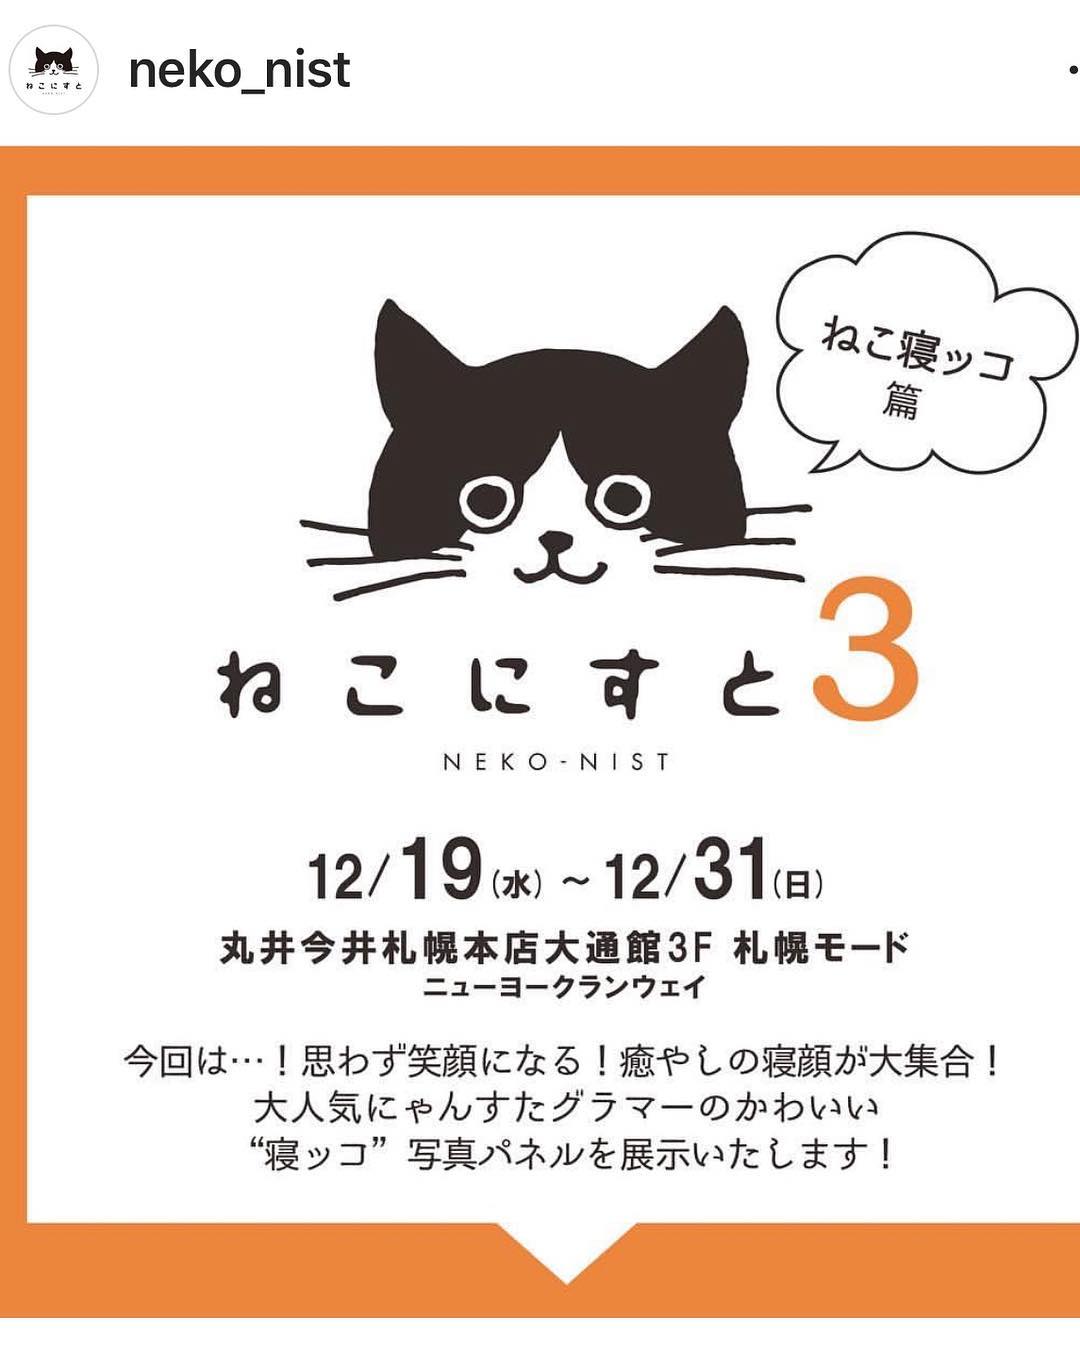 neko_nist
ねこにすと
ねこ寝ッコ
篇
ねこにすと3
NEKO-NIST
12/19(水)～12/31(日)
丸井今井札幌本店大通館3F 札幌モード
ニューヨークランウェイ
今回は…！思わず笑顔になる！癒やしの寝顔が大集合！
大人気にゃんすたグラマーのかわいい
“寝ッコ”写真パネルを展示いたします！